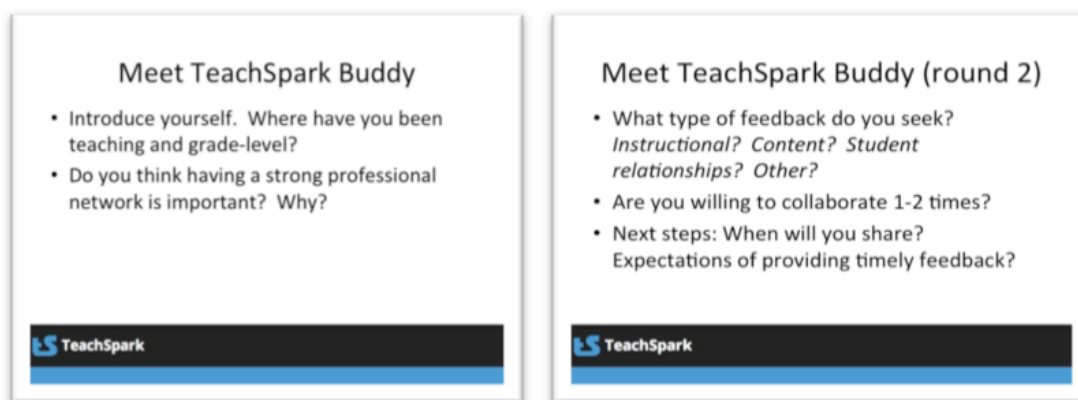 Meet TeachSpark Buddy
• Introduce yourself. Where have you been
teaching and grade-level?
• Do you think having a strong professional
network is important? Why?
tS TeachSpark
Meet TeachSpark Buddy (round 2)
• What type of feedback do you seek?
Instructional? Content? Student
relationships? Other?
• Are you willing to collaborate 1-2 times?
• Next steps: When will you share?
Expectations of providing timely feedback?
tS TeachSpark